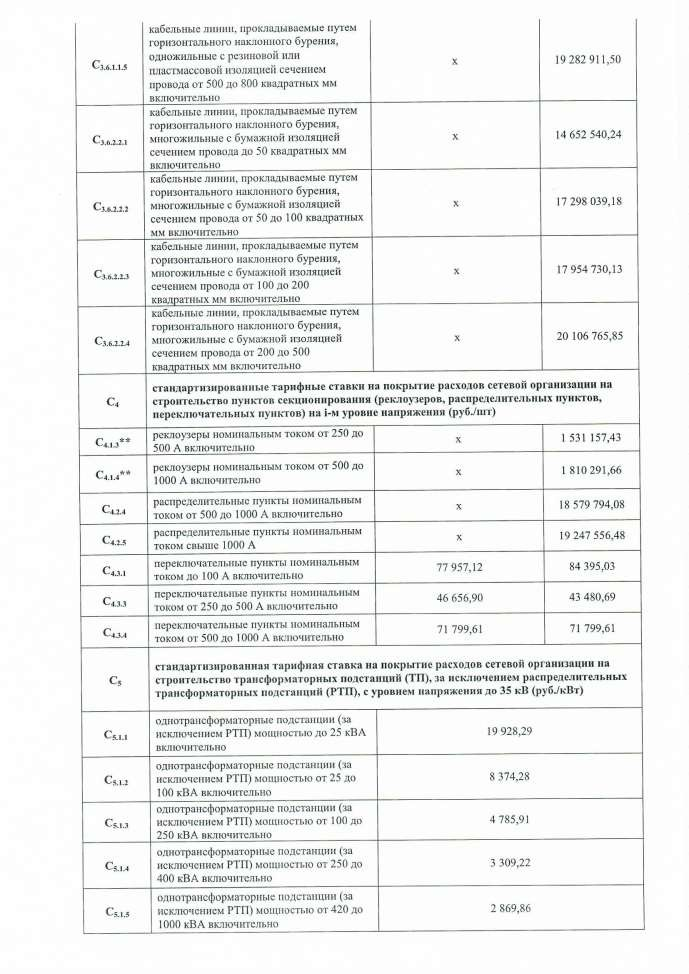 кабельные линии, прокладываемые путем
горизонтального наклонного бурения,
одножильные с резиновой или
пластмассовой изоляцией сечением
провода от 500 до 800 квадратных мм
включительно
С3.6.1.1.5
х
19 282 911,50
кабельные линии, прокладываемые путем
горизонтального наклонного бурения,
многожильные с бумажной изоляцией
сечением провода до 50 квадратных мм
включительно
С3.6.2.2.1
х
14 652 540,24
кабельные линии, прокладываемые путем
горизонтального наклонного бурения,
многожильные с бумажной изоляцией
сечением провода от 50 до 100 квадратных
мм включительно
С3.6.2.2.2
х
17 298 039,18
кабельные линии, прокладываемые путем
горизонтального наклонного бурения,
многожильные с бумажной изоляцией
сечением провода от 100 до 200
квадратных мм включительно
С3.6.2.2.3
х
17 954 730,13
кабельные линии, прокладываемые путем
горизонтального наклонного бурения,
многожильные с бумажной изоляцией
сечением провода от 200 до 500
квадратных мм включительно
С3.6.2.2.4
х
20 106 765,85
С4
стандартизированные тарифные ставки на покрытие расходов сетевой организации на
строительство пунктов секционирования (реклоузеров, распределительных пунктов,
переключательных пунктов) на i-м уровне напряжения (руб./шт)
С4.1.3**
реклоузеры номинальным током от 250 до
500 А включительно
х
1 531 157,43
С4.1.4**
реклоузеры номинальным током от 500 до
1000 А включительно
х
1 810 291,66
С4.2.4
распределительные пункты номинальным
током от 500 до 1000 А включительно
х
18 579 794,08
С4.2.5
распределительные пункты номинальным
током свыше 1000 А
х
19 247 556,48
С4.3.1
переключательные пункты номинальным
током до 100 А включительно
77 957,12
84 395,03
С4.3.3
переключательные пункты номинальным
током от 250 до 500 А включительно
46 656,90
43 480,69
С4.3.4
переключательные пункты номинальным
током от 500 до 1000 А включительно
71 799,61
71 799,61
С5
стандартизированная тарифная ставка на покрытие расходов сетевой организации на
строительство трансформаторных подстанций (ТП), за исключением распределительных
трансформаторных подстанций (РТП), с уровнем напряжения до 35 кВ (руб./кВт)
С5.1.1
однотрансформаторные подстанции (за
исключением РТП) мощностью до 25 кВА
включительно
19 928,29
С5.1.2
однотрансформаторные подстанции (за
исключением РТП) мощностью от 25 до
100 кВА включительно
8 374,28
С5.1.3
однотрансформаторные подстанции (за
исключением РТП) мощностью от 100 до
250 кВА включительно
4 785,91
С5.1.4
однотрансформаторные подстанции (за
исключением РТП) мощностью от 250 до
400 кВА включительно
3 309,22
С5.1.5
однотрансформаторные подстанции (за
исключением РТП) мощностью от 420 до
1000 кВА включительно
2 869,86